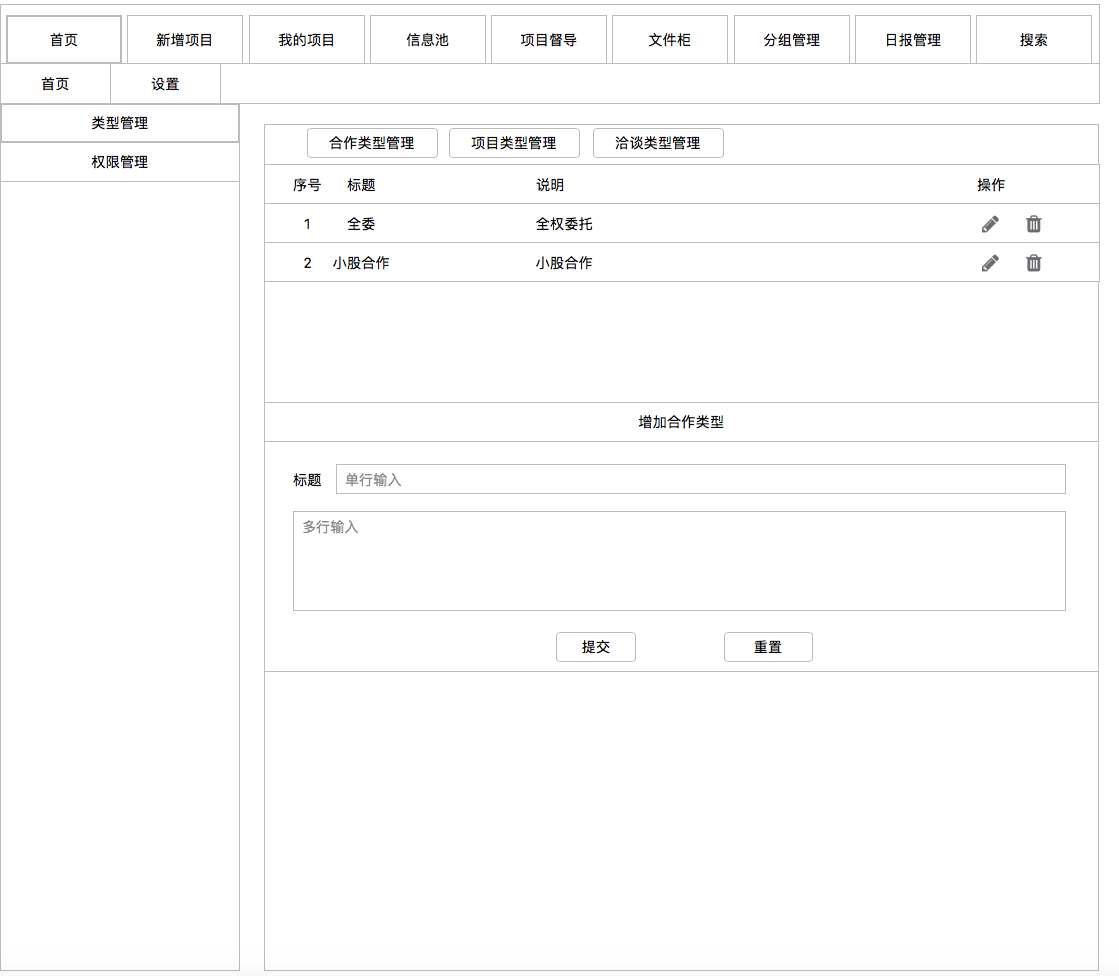 首页 新增项目 我的项目 信息池 项目督导 文件柜 分组管理 日报管理 搜索
首页 设置
类型管理
权限管理
合作类型管理 项目类型管理 洽谈类型管理
序号 标题 说明 操作
1 全委 全权委托
2 小股合作 小股合作
增加合作类型
标题 单行输入
多行输入
提交 重置